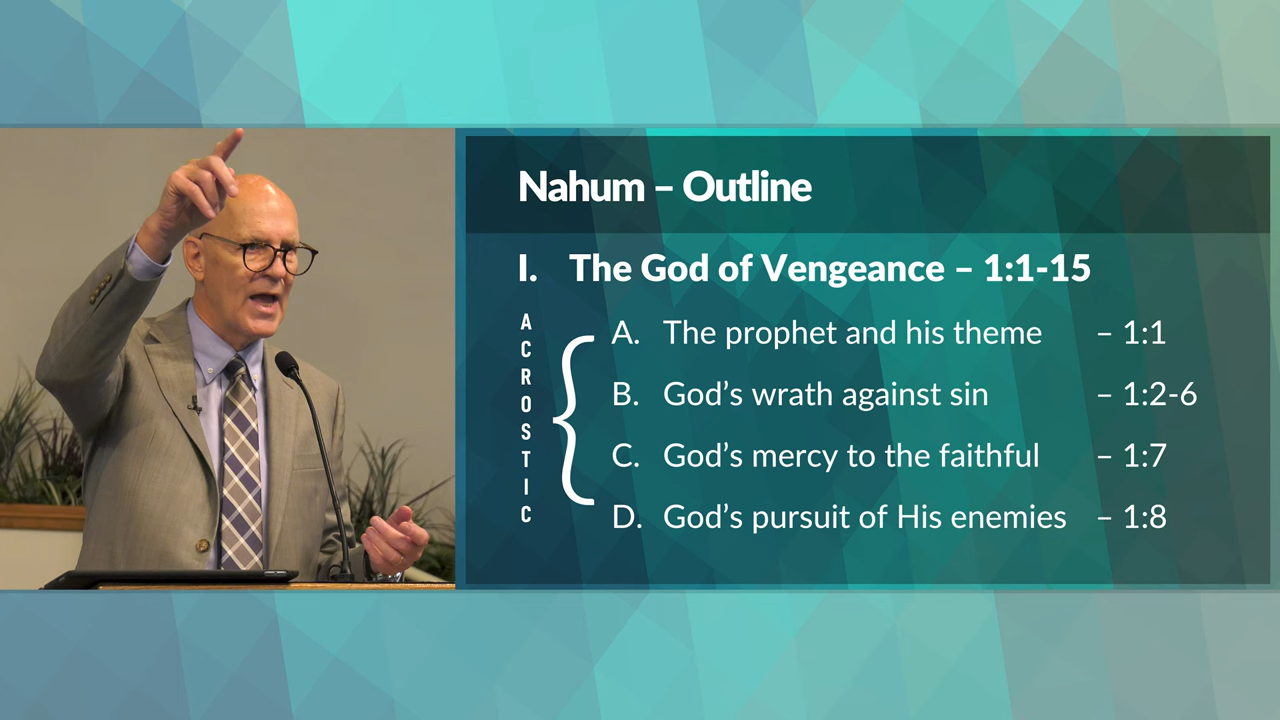 Nahum – Outline
I. The God of Vengeance – 1:1-15
ACROSTIC
A. The prophet and his theme – 1:1
B. God’s wrath against sin – 1:2-6
C. God’s mercy to the faithful – 1:7
D. God’s pursuit of His enemies – 1:8